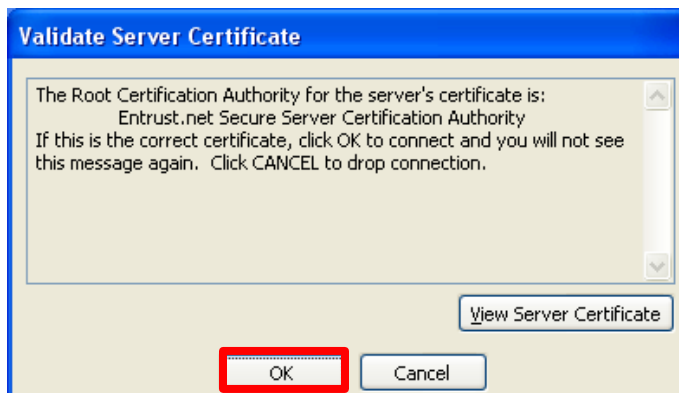 Validate Server Certificate
The Root Certification Authority for the server's certificate is:
Entrust.net Secure Server Certification Authority
If this is the correct certificate, click OK to connect and you will not see
this message again.  Click CANCEL to drop connection.
View Server Certificate
OK
Cancel